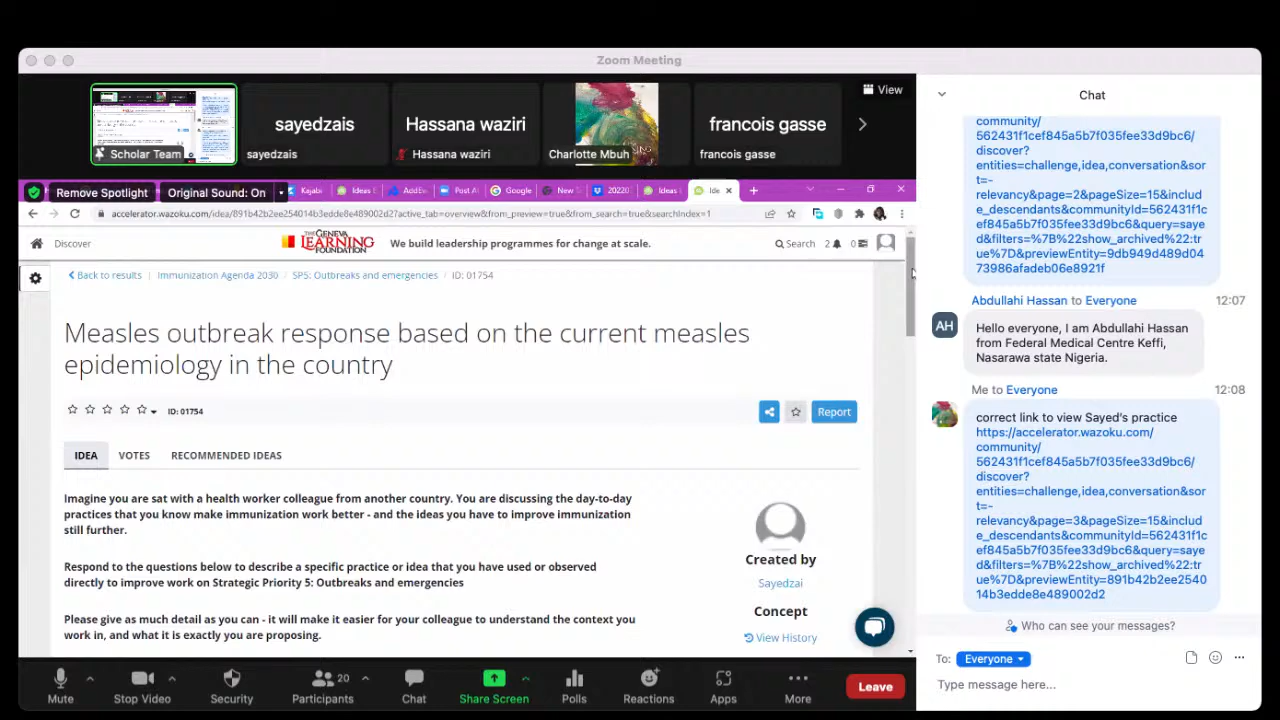 Zoom Meeting
View
sayedzais
Hassana waziri
francois gasse
Scholar Team
sayedzais
Hassana waziri
Charlotte Mbuh
francois gasse
Remove Spotlight
Original Sound: On
Kajabi
Ideas E
AddEv
Post Al
Google
New T
20220
Ideas
Ide
accelerator.wazoku.com/idea/891b42b2ee254014b3edde8e489002d2?active_tab=overview&from_preview=true&from_search=true&searchIndex=1
Discover
THE GENEVA
LEARNING
FOUNDATION
We build leadership programmes for change at scale.
Search
2
0
Back to results
Immunization Agenda 2030
SP5: Outbreaks and emergencies
ID: 01754
Measles outbreak response based on the current measles
epidemiology in the country
ID: 01754
Report
IDEA
VOTES
RECOMMENDED IDEAS
Imagine you are sat with a health worker colleague from another country. You are discussing the day-to-day
practices that you know make immunization work better - and the ideas you have to improve immunization
still further.
Respond to the questions below to describe a specific practice or idea that you have used or observed
directly to improve work on Strategic Priority 5: Outbreaks and emergencies
Please give as much detail as you can - it will make it easier for your colleague to understand the context you
work in, and what it is exactly you are proposing.
Created by
Sayedzai
Concept
View History
Mute
Stop Video
Security
Participants
20
Chat
Share Screen
Polls
Reactions
Apps
More
Leave
Chat
community/
562431f1cef845a5b7f035fee33d9bc6/
discover?
entities=challenge,idea,conversation&sor
t=-
relevancy&page=2&pageSize=15&includ
e_descendants&communityId=562431f1c
ef845a5b7f035fee33d9bc6&query=saye
d&filters=%7B%22show_archived%22:tr
ue%7D&previewEntity=9db949d489d04
73986afadeb06e8921f
Abdullahi Hassan to Everyone
12:07
AH
Hello everyone, I am Abdullahi Hassan
from Federal Medical Centre Keffi,
Nasarawa state Nigeria.
Me to Everyone
12:08
correct link to view Sayed's practice
https://accelerator.wazoku.com/
community/
562431f1cef845a5b7f035fee33d9bc6/
discover?
entities=challenge,idea,conversation&sor
t=-
relevancy&page=3&pageSize=15&includ
e_descendants&communityId=562431f1c
ef845a5b7f035fee33d9bc6&query=saye
d&filters=%7B%22show_archived%22:tr
ue%7D&previewEntity=891b42b2ee2540
14b3edde8e489002d2
Who can see your messages?
To:
Everyone
Type message here...